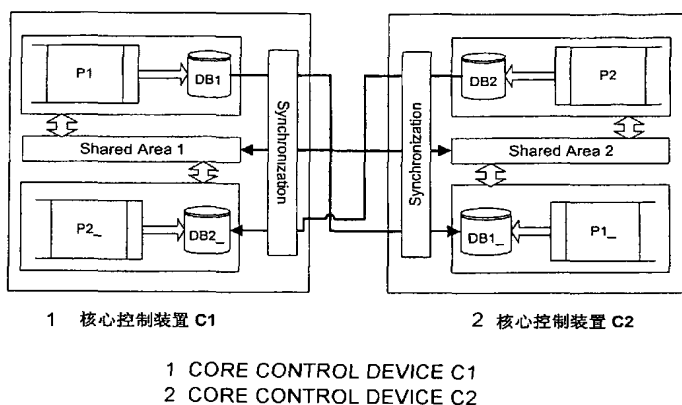 P1
DB1
Synchronization
Shared Area 1
P2_
DB2_
DB2
P2
Synchronization
Shared Area 2
DB1_
P1_
1 核心控制装置 C1
2 核心控制装置 C2
1 CORE CONTROL DEVICE C1
2 CORE CONTROL DEVICE C2